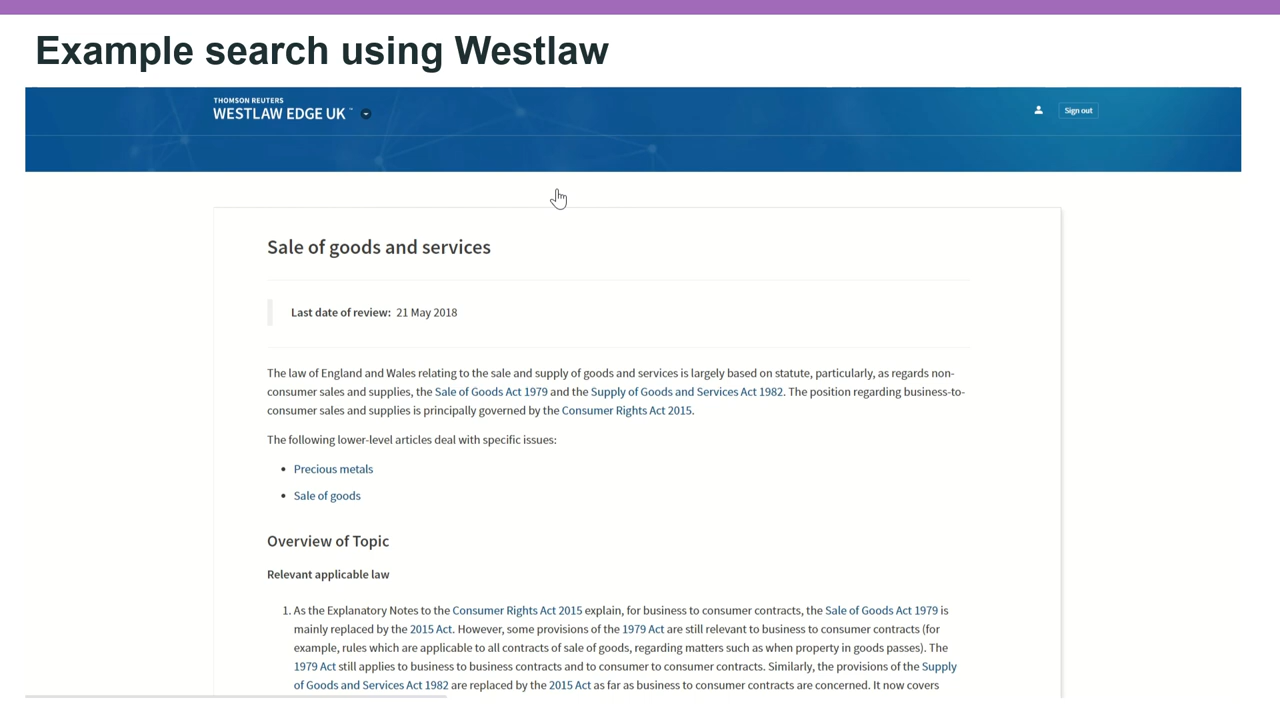 Example search using Westlaw
THOMSON REUTERS
WESTLAW EDGE UK™
Sign out
Sale of goods and services
Last date of review: 21 May 2018
The law of England and Wales relating to the sale and supply of goods and services is largely based on statute, particularly, as regards non-
consumer sales and supplies, the Sale of Goods Act 1979 and the Supply of Goods and Services Act 1982. The position regarding business-to-
consumer sales and supplies is principally governed by the Consumer Rights Act 2015.
The following lower-level articles deal with specific issues:
• Precious metals
• Sale of goods
Overview of Topic
Relevant applicable law
1. As the Explanatory Notes to the Consumer Rights Act 2015 explain, for business to consumer contracts, the Sale of Goods Act 1979 is
mainly replaced by the 2015 Act. However, some provisions of the 1979 Act are still relevant to business to consumer contracts (for
example, rules which are applicable to all contracts of sale of goods, regarding matters such as when property in goods passes). The
1979 Act still applies to business to business contracts and to consumer to consumer contracts. Similarly, the provisions of the Supply
of Goods and Services Act 1982 are replaced by the 2015 Act as far as business to consumer contracts are concerned. It now covers